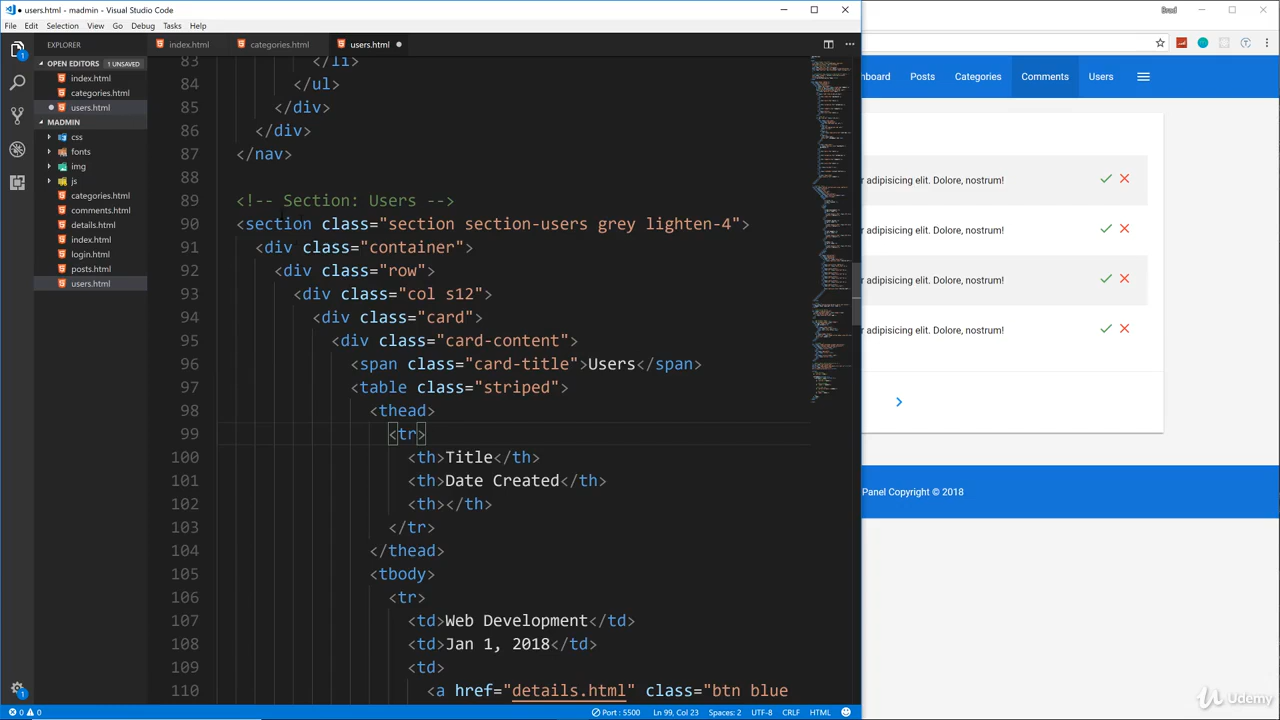 users.html - madmin - Visual Studio Code
Brad
File Edit Selection View Go Debug Tasks Help
EXPLORER
index.html
categories.html
users.html
OPEN EDITORS 1 UNSAVED
index.html
categories.html
users.html
MADMIN
css
fonts
img
js
categories.html
comments.html
details.html
index.html
login.html
posts.html
users.html
83 </li>
84 </ul>
85 </div>
86 </div>
87 </nav>
88
89 <!-- Section: Users -->
90 <section class="section section-users grey lighten-4">
91 <div class="container">
92 <div class="row">
93 <div class="col s12">
94 <div class="card">
95 <div class="card-content">
96 <span class="card-title">Users</span>
97 <table class="striped">
98 <thead>
99 <tr>
100 <th>Title</th>
101 <th>Date Created</th>
102 <th></th>
103 </tr>
104 </thead>
105 <tbody>
106 <tr>
107 <td>Web Development</td>
108 <td>Jan 1, 2018</td>
109 <td>
110 <a href="details.html" class="btn blue
board Posts Categories Comments Users
r adipisicing elit. Dolore, nostrum!
r adipisicing elit. Dolore, nostrum!
r adipisicing elit. Dolore, nostrum!
r adipisicing elit. Dolore, nostrum!
Panel Copyright © 2018
1
1
0 0
Port : 5500 Ln 99, Col 23 Spaces: 2 UTF-8 CRLF HTML
Udemy